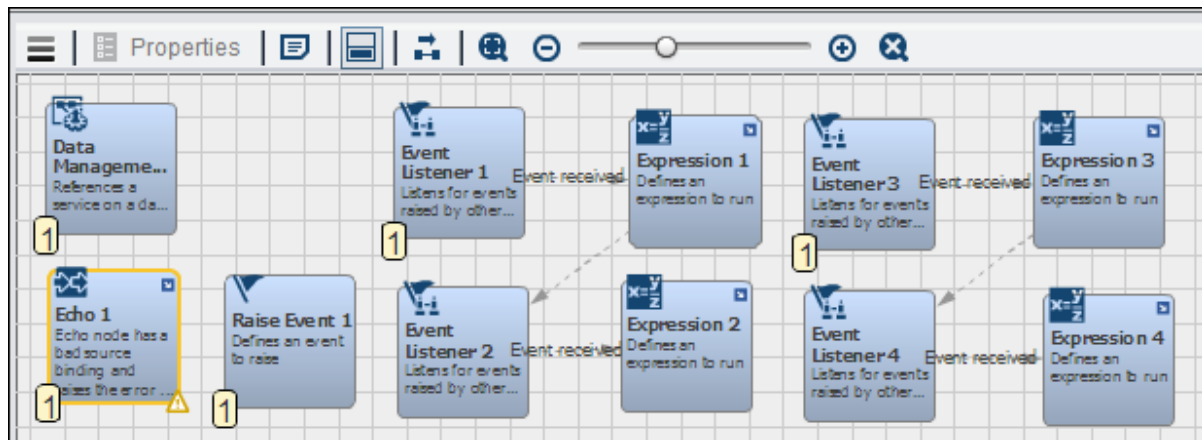 Properties
Data
Manageme...
References a
service on a da...
1
Event
Listener 1
Listens for events
raised by other...
1
Event received
Expression 1
Defines an
expression to run
Event
Listener 3
Listens for events
raised by other...
1
Event received
Expression 3
Defines an
expression to run
Echo 1
Echo node has a
bad source
binding and
raises the error ...
1
Raise Event 1
Defines an event
to raise
1
Event
Listener 2
Listens for events
raised by other...
Event received
Expression 2
Defines an
expression to run
Event
Listener 4
Listens for events
raised by other...
Event received
Expression 4
Defines an
expression to run
x=y/z
x=y/z
x=y/z
x=y/z